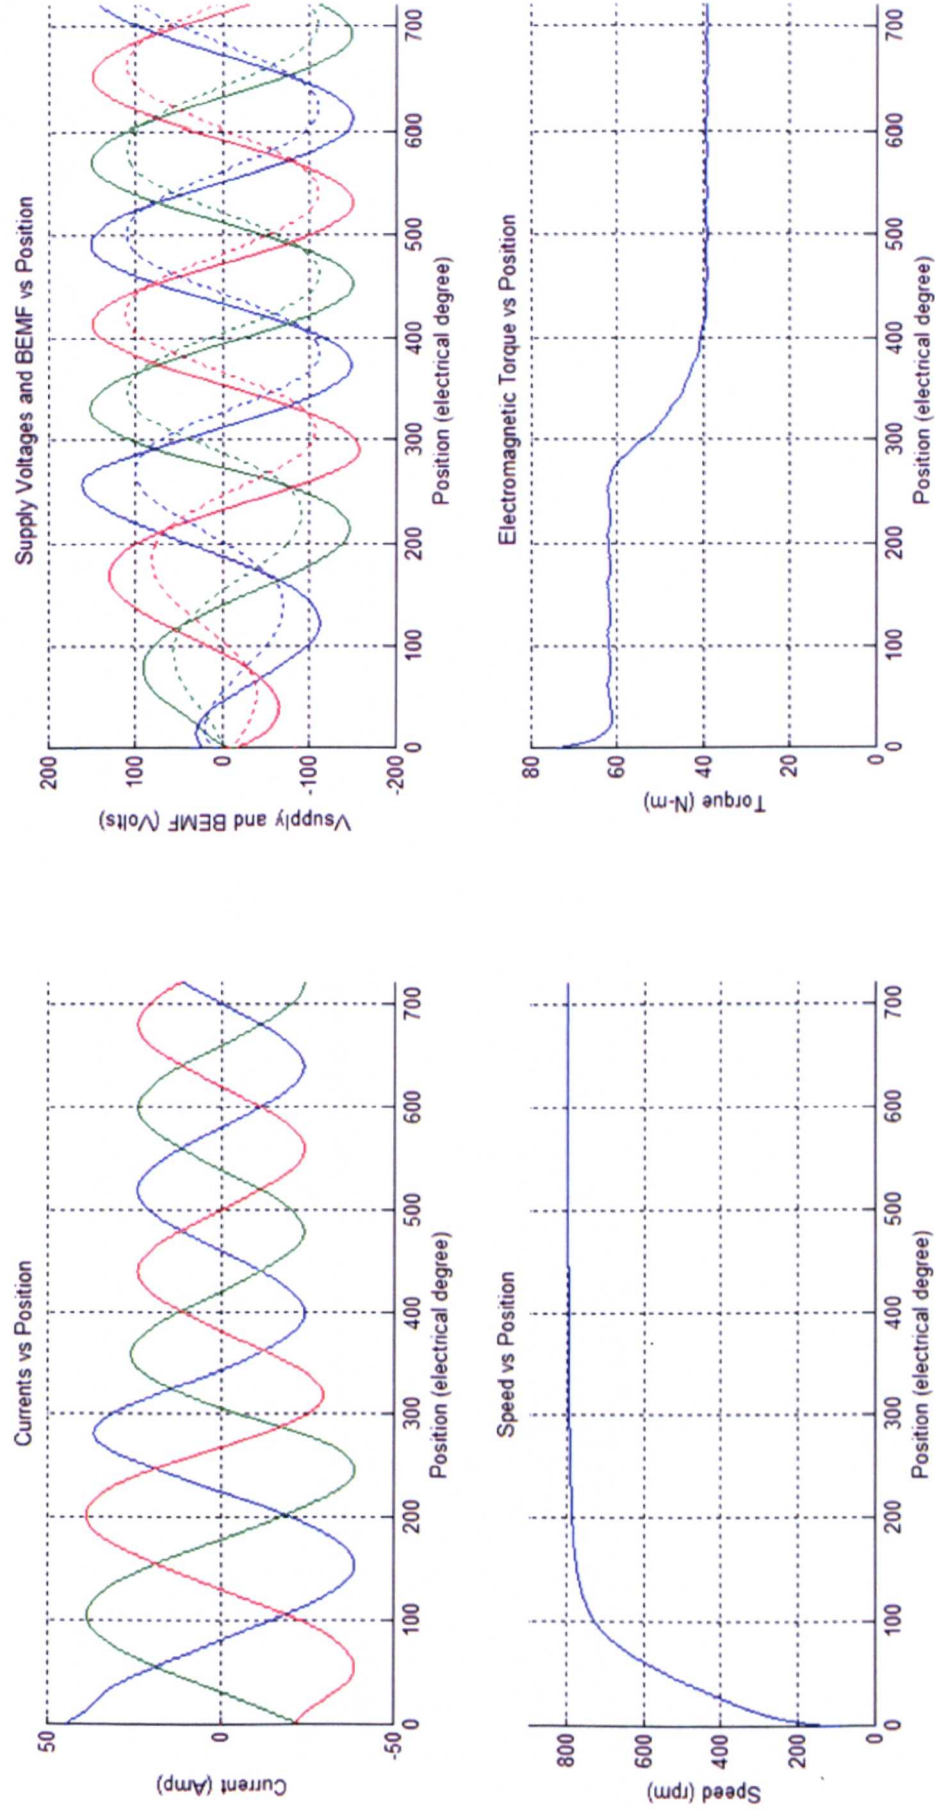 Currents vs Position
Current (Amp)
50
0
-50
0 100 200 300 400 500 600 700
Position (electrical degree)
Supply Voltages and BEMF vs Position
Vsupply and BEMF (Volts)
200
100
0
-100
-200
0 100 200 300 400 500 600 700
Position (electrical degree)
Speed vs Position
Speed (rpm)
800
600
400
200
0
0 100 200 300 400 500 600 700
Position (electrical degree)
Electromagnetic Torque vs Position
Torque (N-m)
80
60
40
20
0
0 100 200 300 400 500 600 700
Position (electrical degree)